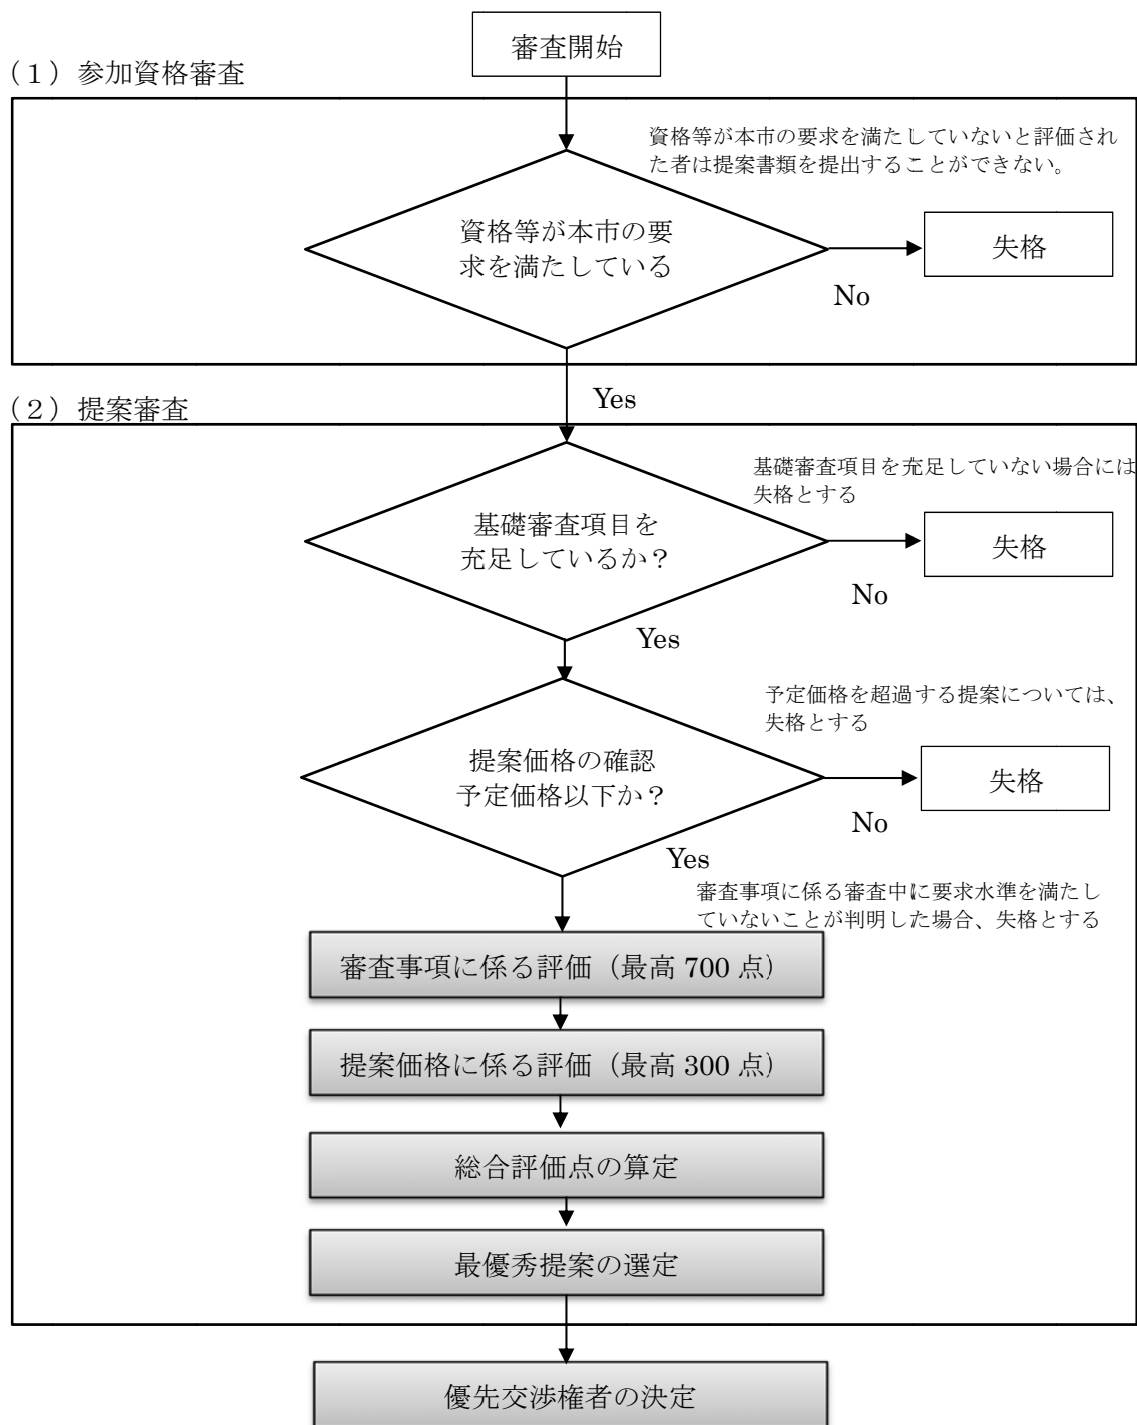 審査開始
（１）参加資格審査
資格等が本市の要求を満たしていないと評価され
た者は提案書類を提出することができない。
資格等が本市の要
求を満たしている
失格
No
Yes
（２）提案審査
基礎審査項目を充足していない場合には
失格とする
基礎審査項目を
充足しているか？
失格
No
Yes
予定価格を超過する提案については、
失格とする
提案価格の確認
予定価格以下か？
失格
No
Yes
審査事項に係る審査中に要求水準を満たし
ていないことが判明した場合、失格とする
審査事項に係る評価（最高 700 点）
提案価格に係る評価（最高 300 点）
総合評価点の算定
最優秀提案の選定
優先交渉権者の決定